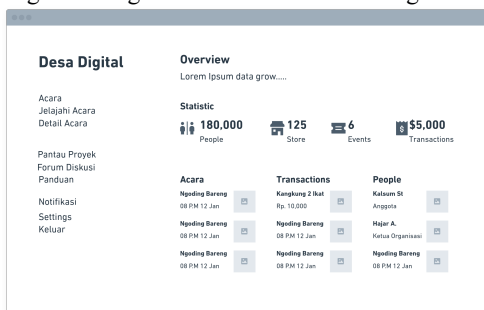 Desa Digital
Acara
Jelajahi Acara
Detail Acara
Pantau Proyek
Forum Diskusi
Panduan
Notifikasi
Settings
Keluar
Overview
Lorem Ipsum data grow.....
Statistic
180,000
People
125
Store
6
Events
$5,000
Transactions
Acara
Ngoding Bareng
08 P.M 12 Jan
Ngoding Bareng
08 P.M 12 Jan
Ngoding Bareng
08 P.M 12 Jan
Transactions
Kangkung 2 Ikat
Rp. 10,000
Ngoding Bareng
08 P.M 12 Jan
Ngoding Bareng
08 P.M 12 Jan
People
Kalsum St
Anggota
Hajar A.
Ketua Organisasi
Ngoding Bareng
08 P.M 12 Jan